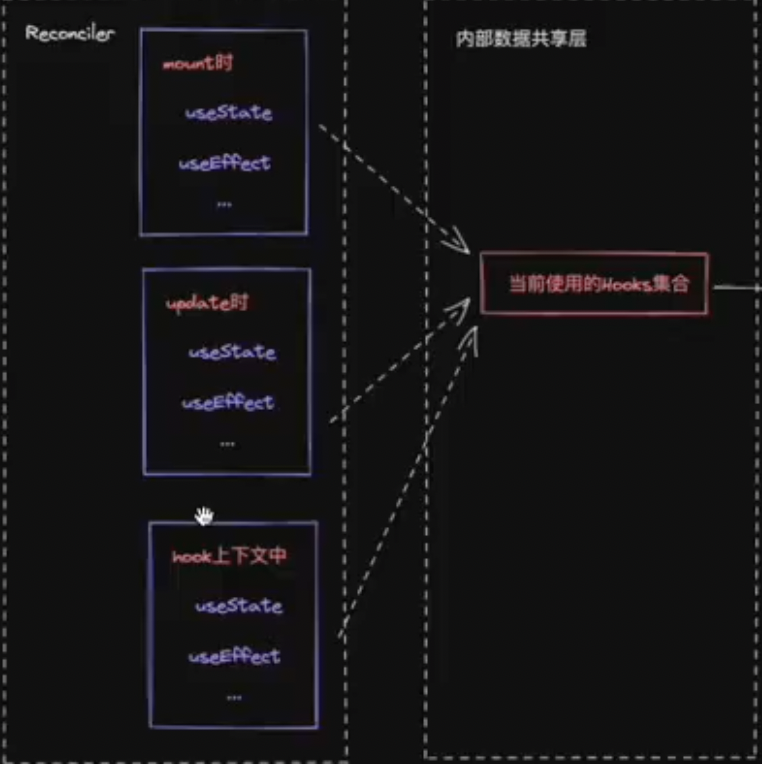 Reconciler
mount时
useState
useEffect
...
update时
useState
useEffect
...
hook上下文中
useState
useEffect
...
内部数据共享层
当前使用的Hooks集合